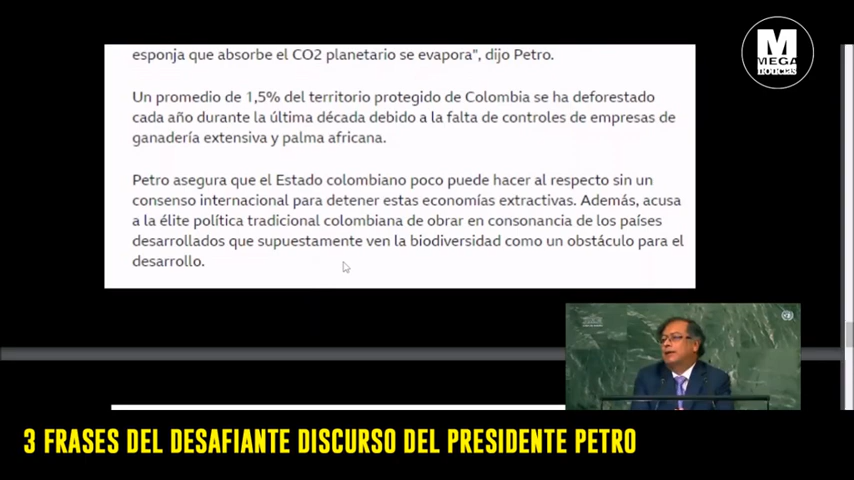 esponja que absorbe el CO2 planetario se evapora", dijo Petro.
M
MEGA
noticias
Un promedio de 1,5% del territorio protegido de Colombia se ha deforestado
cada año durante la última década debido a la falta de controles de empresas de
ganadería extensiva y palma africana.
Petro asegura que el Estado colombiano poco puede hacer al respecto sin un
consenso internacional para detener estas economías extractivas. Además, acusa
a la élite política tradicional colombiana de obrar en consonancia de los países
desarrollados que supuestamente ven la biodiversidad como un obstáculo para el
desarrollo.
3 FRASES DEL DESAFIANTE DISCURSO DEL PRESIDENTE PETRO